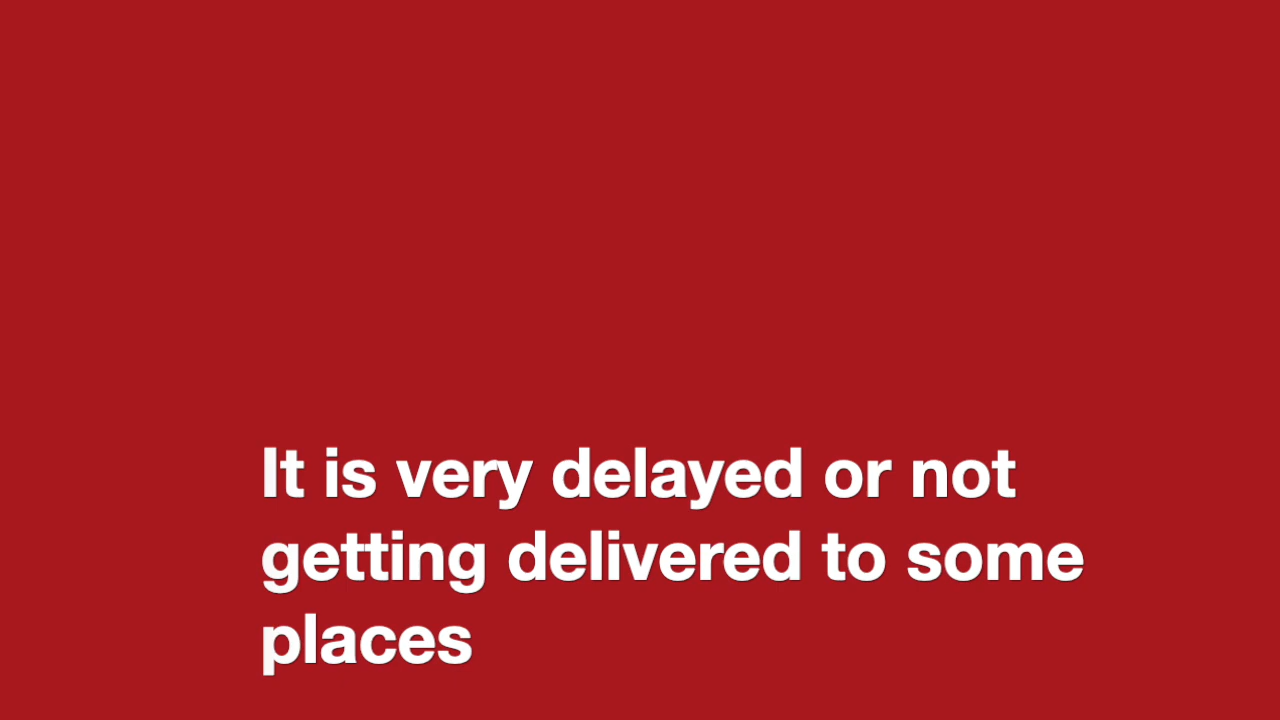 It is very delayed or not
getting delivered to some
places